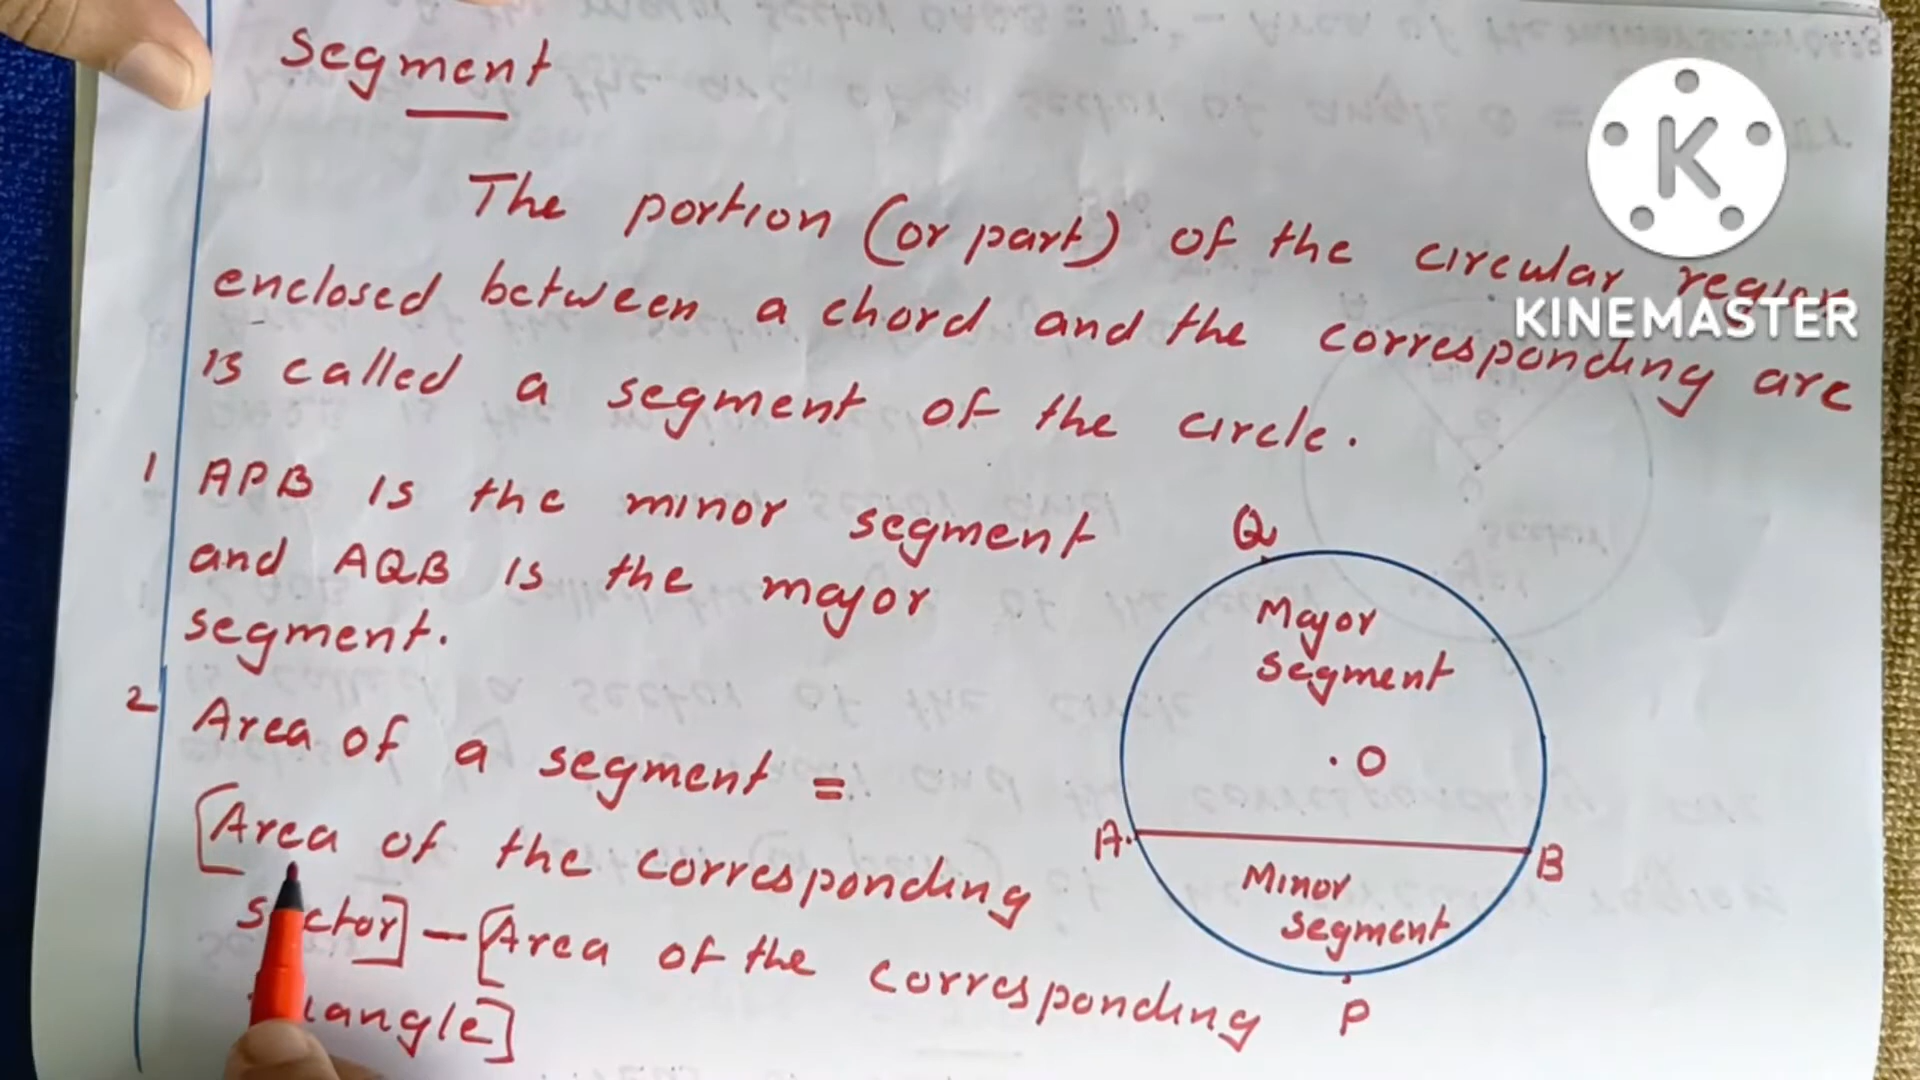 Segment
The portion (or part) of the circular region
enclosed between a chord and the corresponding arc
is called a segment of the circle.
1 APB is the minor segment
and AQB is the major
segment.
2 Area of a segment =
[Area of the corresponding
sector] - [Area of the corresponding
triangle]
Q
Major
segment
. O
A.
B
Minor
segment
P
K
KINEMASTER